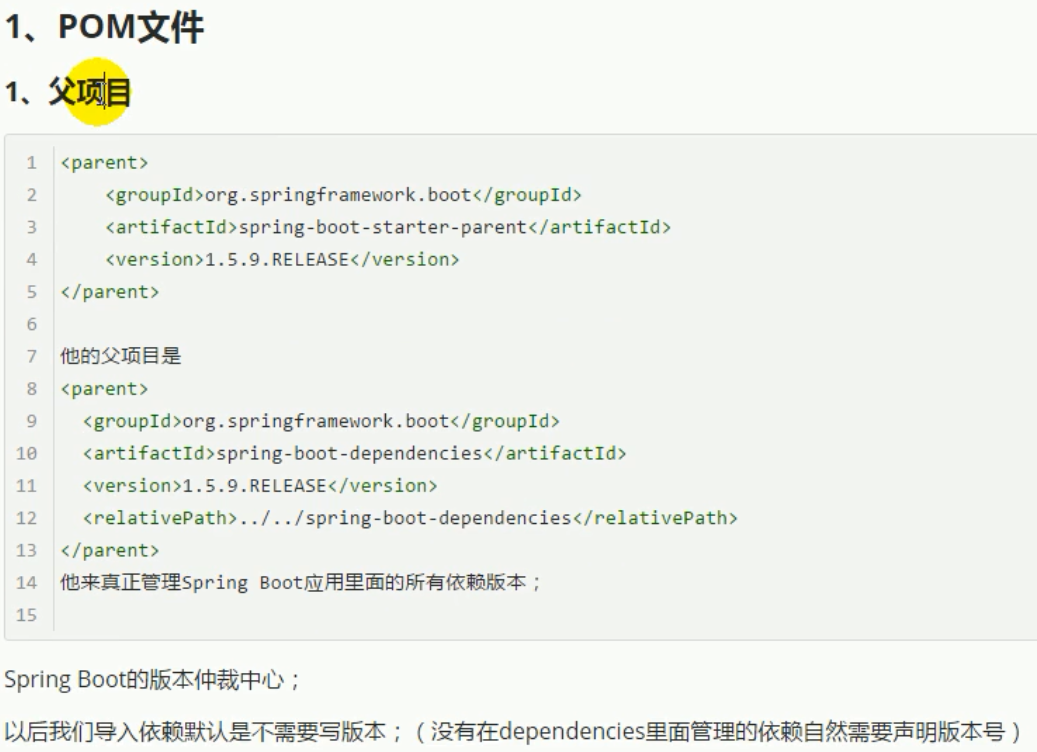 1、POM文件
1、父项目
1 <parent>
2     <groupId>org.springframework.boot</groupId>
3     <artifactId>spring-boot-starter-parent</artifactId>
4     <version>1.5.9.RELEASE</version>
5 </parent>
6
7 他的父项目是
8 <parent>
9   <groupId>org.springframework.boot</groupId>
10   <artifactId>spring-boot-dependencies</artifactId>
11   <version>1.5.9.RELEASE</version>
12   <relativePath>../../spring-boot-dependencies</relativePath>
13 </parent>
14 他来真正管理Spring Boot应用里面的所有依赖版本；
15
Spring Boot的版本仲裁中心；
以后我们导入依赖默认是不需要写版本；（没有在dependencies里面管理的依赖自然需要声明版本号）